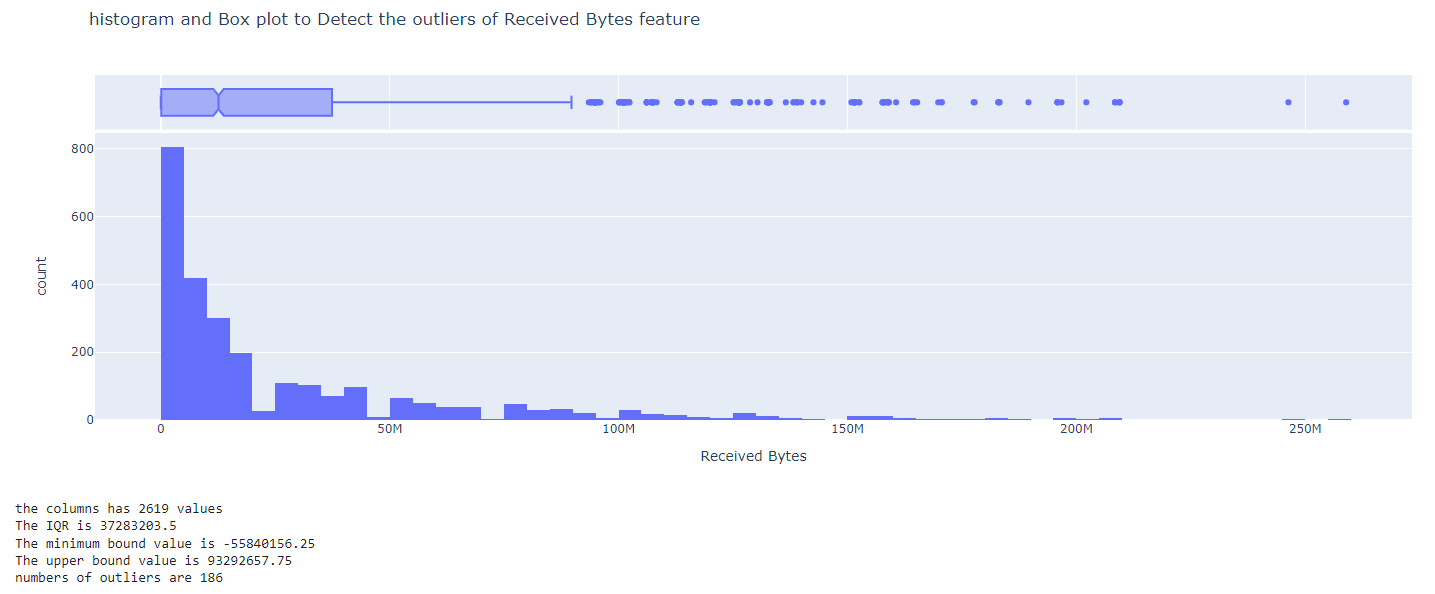 histogram and Box plot to Detect the outliers of Received Bytes feature
800
600
400
200
0
count
0 50M 100M 150M 200M 250M
Received Bytes
the columns has 2619 values
The IQR is 37283203.5
The minimum bound value is -55840156.25
The upper bound value is 93292657.75
numbers of outliers are 186